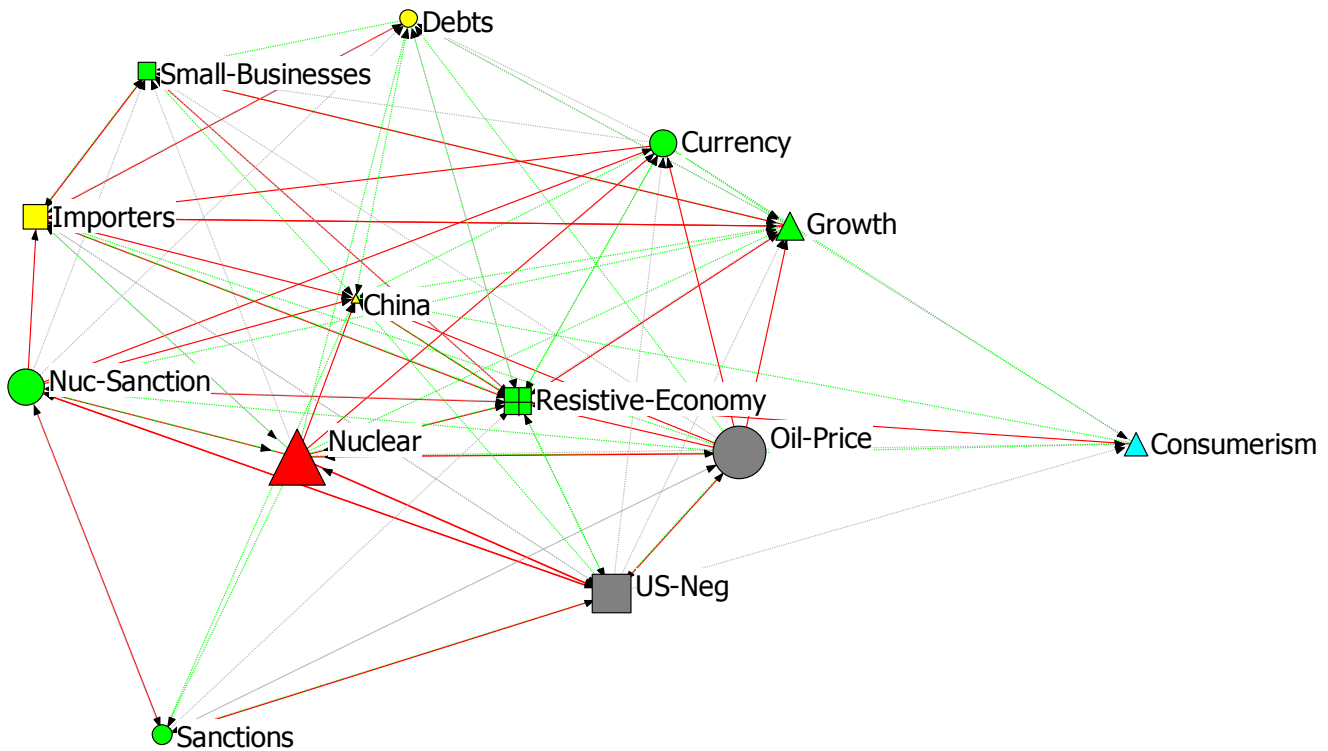 Debts
Small-Businesses
Currency
Importers
Growth
China
Nuc-Sanction
Resistive-Economy
Nuclear
Oil-Price
Consumerism
US-Neg
Sanctions